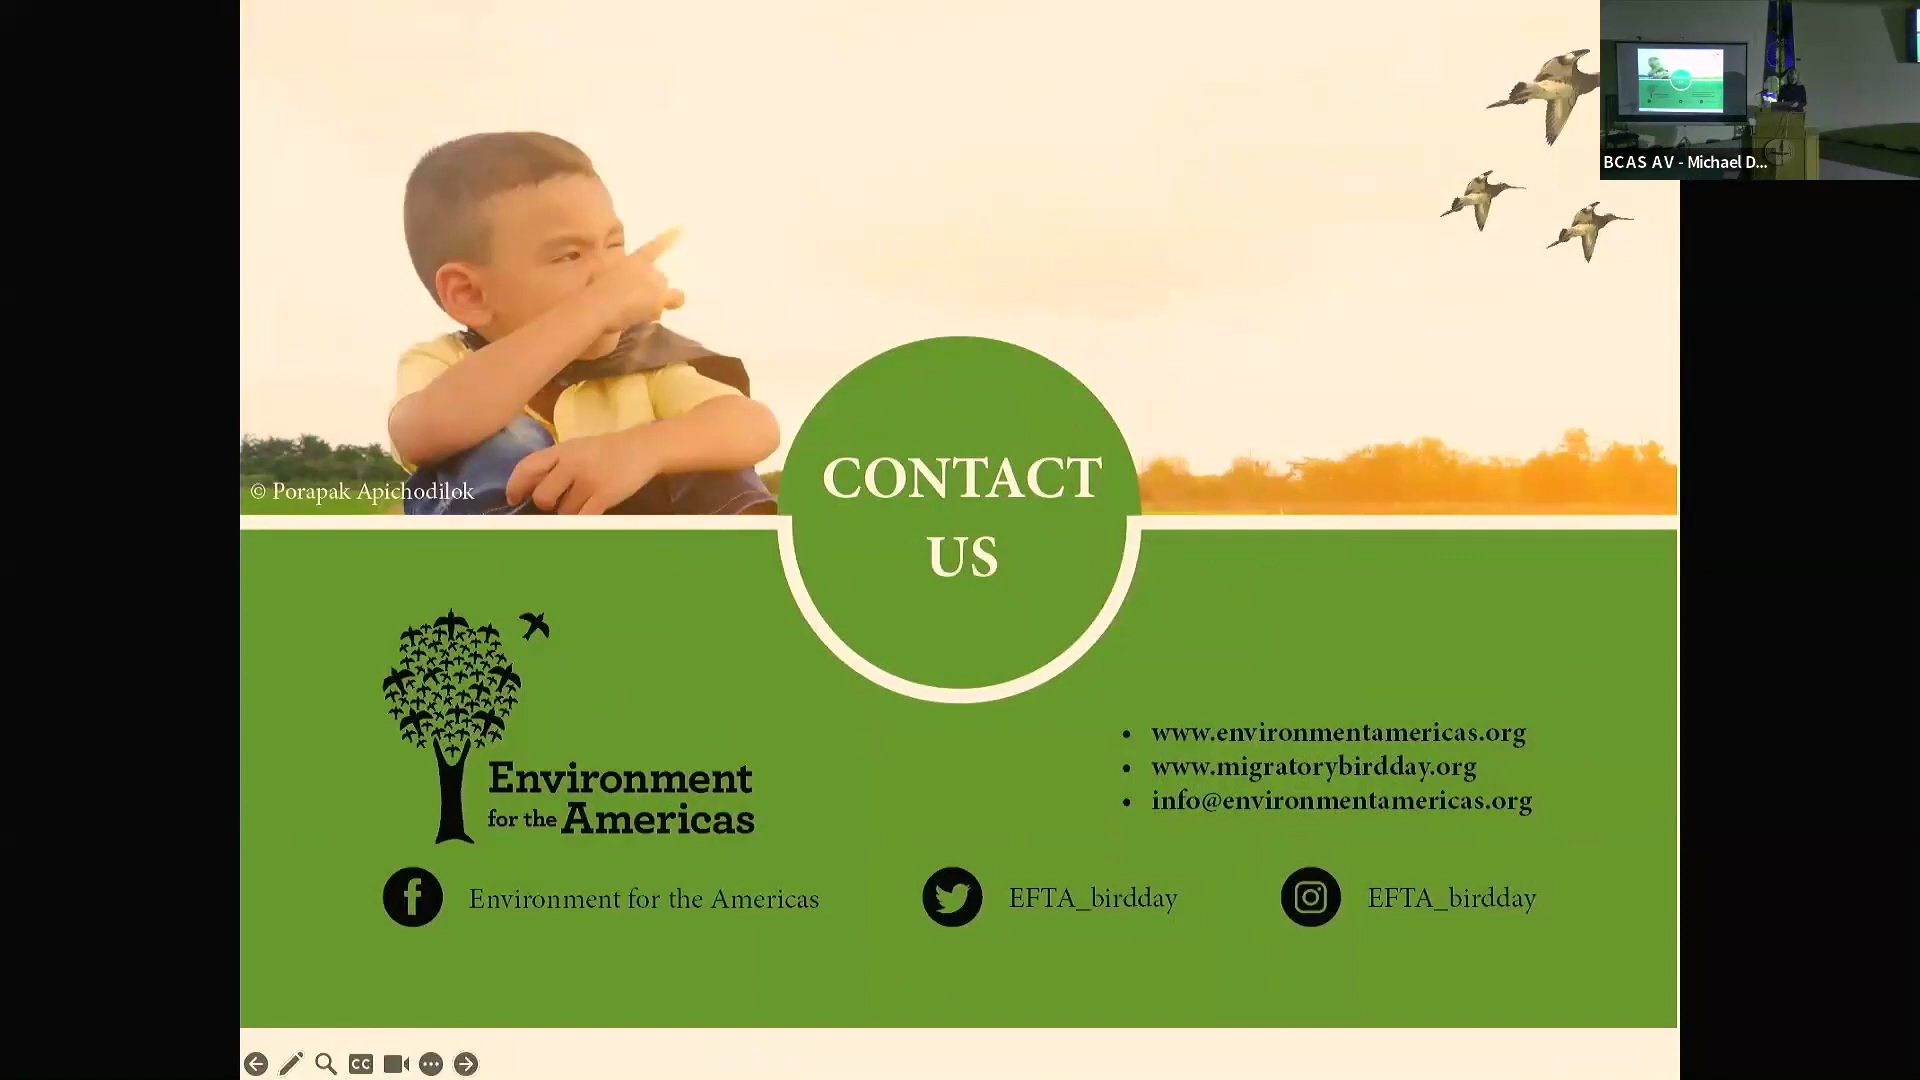 BCAS AV - Michael D...
© Porapak Apichodilok
CONTACT
US
Environment
for the Americas
• www.environmentamericas.org
• www.migratorybirdday.org
• info@environmentamericas.org
Environment for the Americas
EFTA_birdday
EFTA_birdday
CC